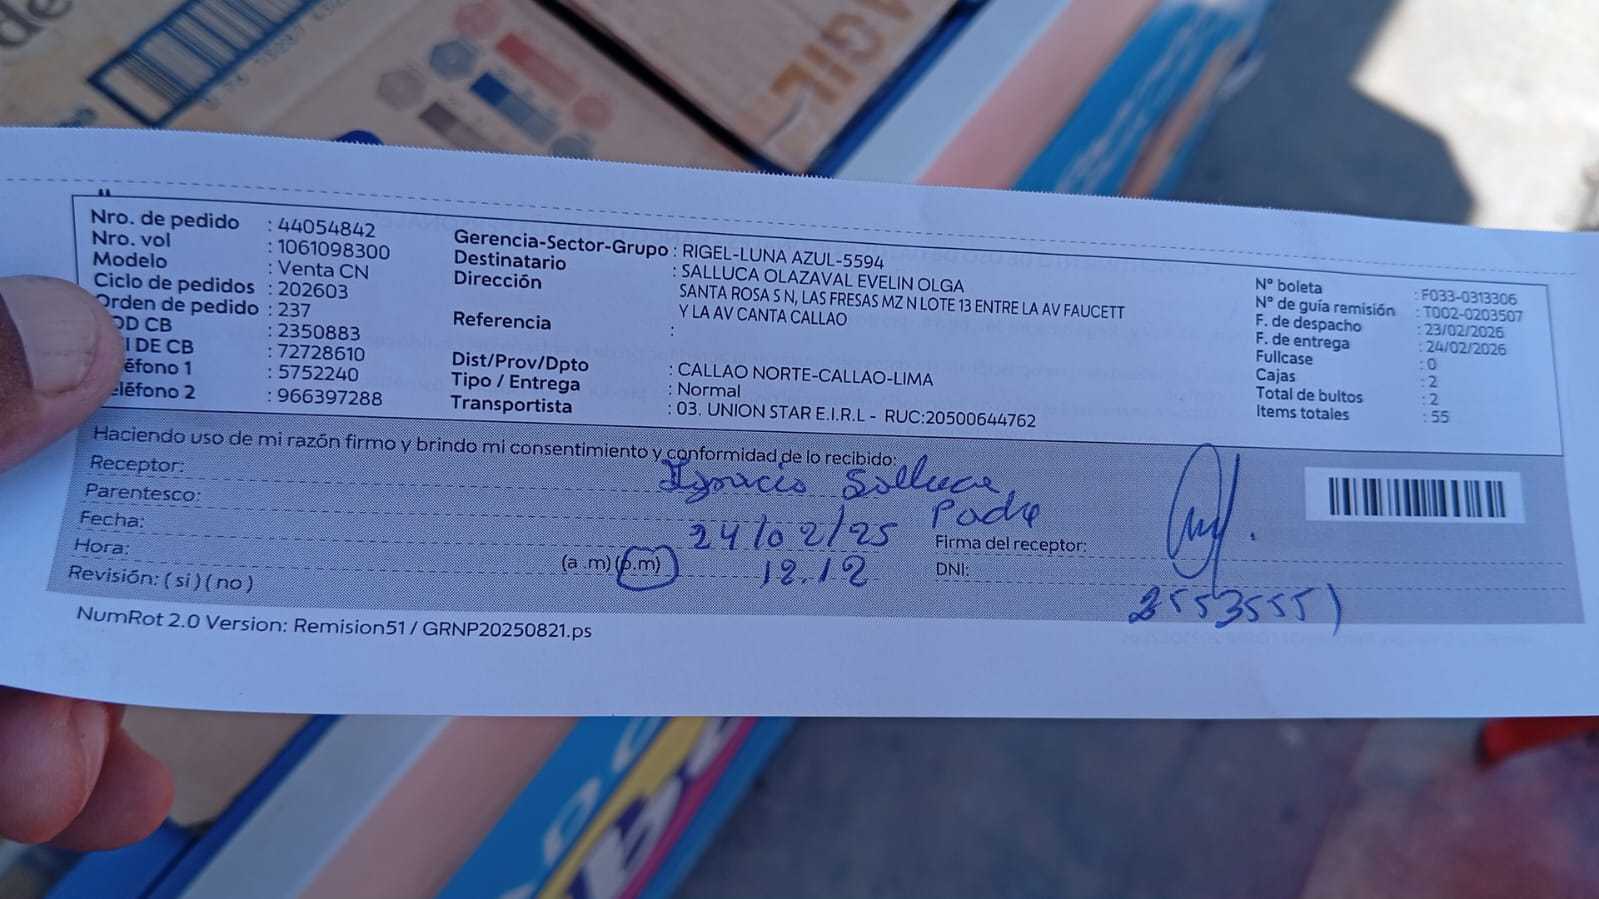 de
AGIL
Nro. de pedido : 44054842
Nro. vol : 1061098300
Modelo : Venta CN
Ciclo de pedidos : 202603
Orden de pedido : 237
OD CB : 2350883
I DE CB : 72728610
éfono 1 : 5752240
eléfono 2 : 966397288
Gerencia-Sector-Grupo : RIGEL-LUNA AZUL-5594
Destinatario : SALLUCA OLAZAVAL EVELIN OLGA
Dirección SANTA ROSA S N, LAS FRESAS MZ N LOTE 13 ENTRE LA AV FAUCETT
Y LA AV CANTA CALLAO
Referencia :
Dist/Prov/Dpto : CALLAO NORTE-CALLAO-LIMA
Tipo / Entrega : Normal
Transportista : 03. UNION STAR E.I.R.L - RUC:20500644762
N° boleta : F033-0313306
N° de guía remisión : T002-0203507
F. de despacho : 23/02/2026
F. de entrega : 24/02/2026
Fullcase : 0
Cajas : 2
Total de bultos : 2
Items totales : 55
Haciendo uso de mi razón firmo y brindo mi consentimiento y conformidad de lo recibido:
Receptor: Ignacio Salluca
Parentesco: Padre
Fecha: 24/02/25
Firma del receptor:
Hora: (a .m) (p.m) 12.12
DNI: 25535551
Revisión: ( si ) ( no )
NumRot 2.0 Version: Remision51 / GRNP20250821.ps